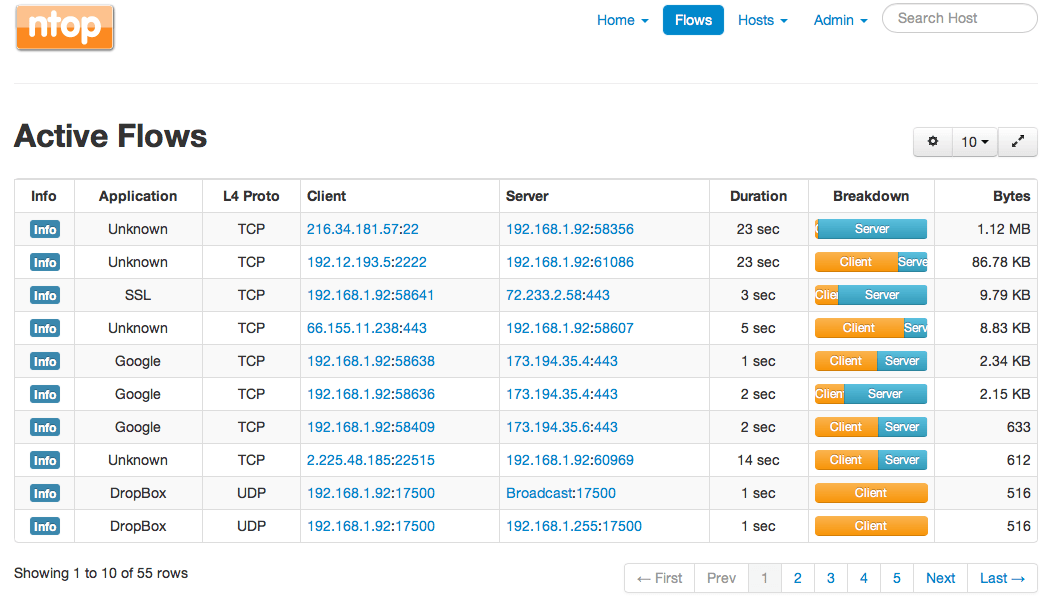 ntop
Home Flows Hosts Admin Search Host
Active Flows
10
Info Application L4 Proto Client Server Duration Breakdown Bytes
Info Unknown TCP 216.34.181.57:22 192.168.1.92:58356 23 sec Server 1.12 MB
Info Unknown TCP 192.12.193.5:2222 192.168.1.92:61086 23 sec Client Serve 86.78 KB
Info SSL TCP 192.168.1.92:58641 72.233.2.58:443 3 sec Clie Server 9.79 KB
Info Unknown TCP 66.155.11.238:443 192.168.1.92:58607 5 sec Client Serv 8.83 KB
Info Google TCP 192.168.1.92:58638 173.194.35.4:443 1 sec Client Server 2.34 KB
Info Google TCP 192.168.1.92:58636 173.194.35.4:443 2 sec Clien Server 2.15 KB
Info Google TCP 192.168.1.92:58409 173.194.35.6:443 2 sec Client Server 633
Info Unknown TCP 2.225.48.185:22515 192.168.1.92:60969 14 sec Client Server 612
Info DropBox UDP 192.168.1.92:17500 Broadcast:17500 1 sec Client 516
Info DropBox UDP 192.168.1.92:17500 192.168.1.255:17500 1 sec Client 516
Showing 1 to 10 of 55 rows ← First Prev 1 2 3 4 5 Next Last →